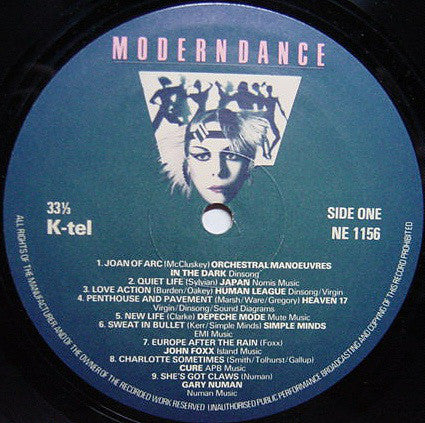 MODERN DANCE
33⅓
K-tel
SIDE ONE
NE 1156
1. JOAN OF ARC (McCluskey) ORCHESTRAL MANOEUVRES
IN THE DARK Dinsong
2. QUIET LIFE (Sylvian) JAPAN Nomis Music
3. LOVE ACTION (Burden/Oakey) HUMAN LEAGUE Dinsong/Virgin
4. PENTHOUSE AND PAVEMENT (Marsh/Ware/Gregory) HEAVEN 17
Virgin/Dinsong/Sound Diagrams
5. NEW LIFE (Clarke) DEPECHE MODE Mute Music
6. SWEAT IN BULLET (Kerr/Simple Minds) SIMPLE MINDS
EMI Music
7. EUROPE AFTER THE RAIN (Foxx)
JOHN FOXX Island Music
8. CHARLOTTE SOMETIMES (Smith/Tolhurst/Gallup)
CURE APB Music
9. SHE'S GOT CLAWS (Numan)
GARY NUMAN
Numan Music
ALL RIGHTS OF THE MANUFACTURER AND OF THE OWNER OF THE RECORDED WORK RESERVED UNAUTHORISED PUBLIC PERFORMANCE BROADCASTING AND COPYING OF THIS RECORD PROHIBITED